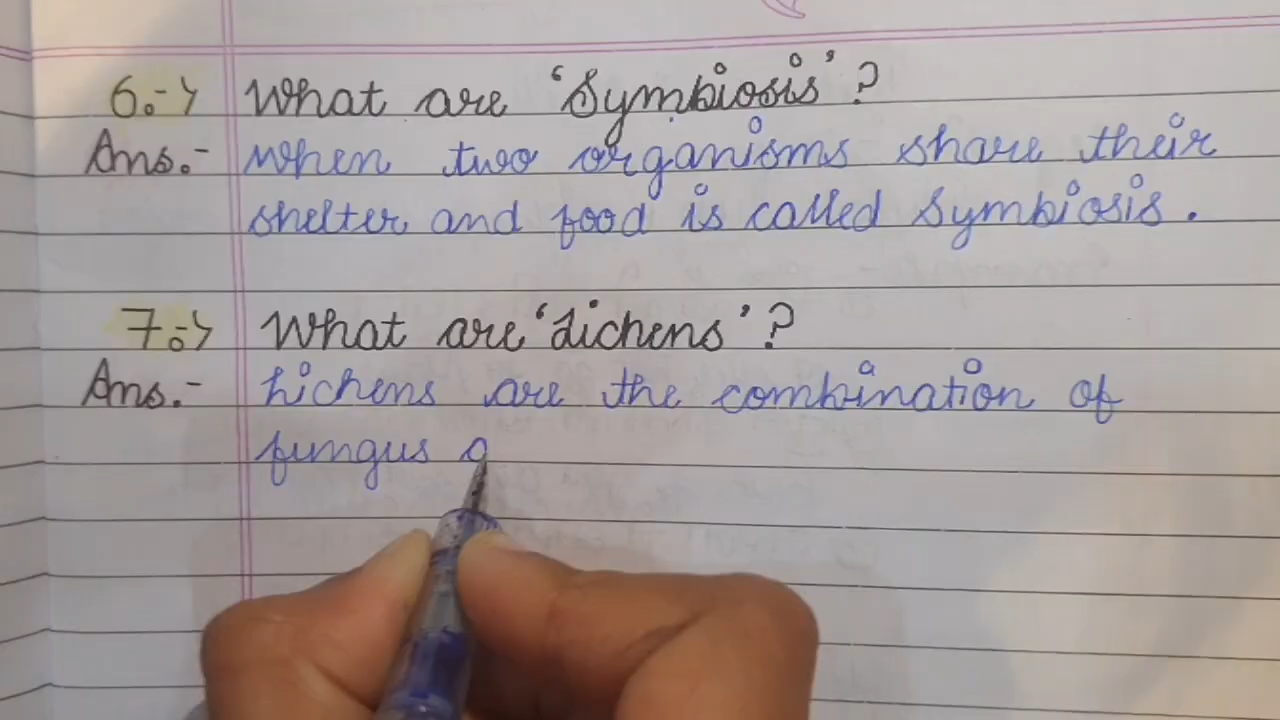 6.→ What are 'Symbiosis'?
Ans.- When two organisms share their
shelter and food is called Symbiosis.
7.→ What are 'Lichens'?
Ans.- Lichens are the combination of
fungus a